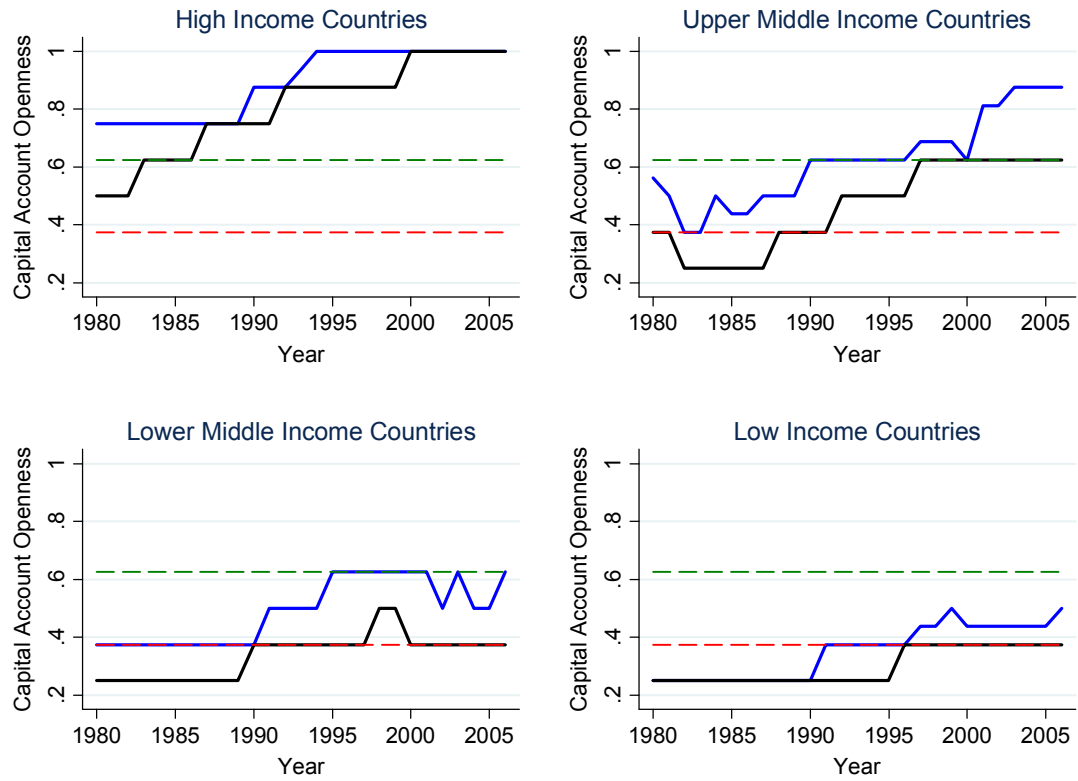 High Income Countries
Capital Account Openness
1
.8
.6
.4
.2
1980 1985 1990 1995 2000 2005
Year
Upper Middle Income Countries
Capital Account Openness
1
.8
.6
.4
.2
1980 1985 1990 1995 2000 2005
Year
Lower Middle Income Countries
Capital Account Openness
1
.8
.6
.4
.2
1980 1985 1990 1995 2000 2005
Year
Low Income Countries
Capital Account Openness
1
.8
.6
.4
.2
1980 1985 1990 1995 2000 2005
Year